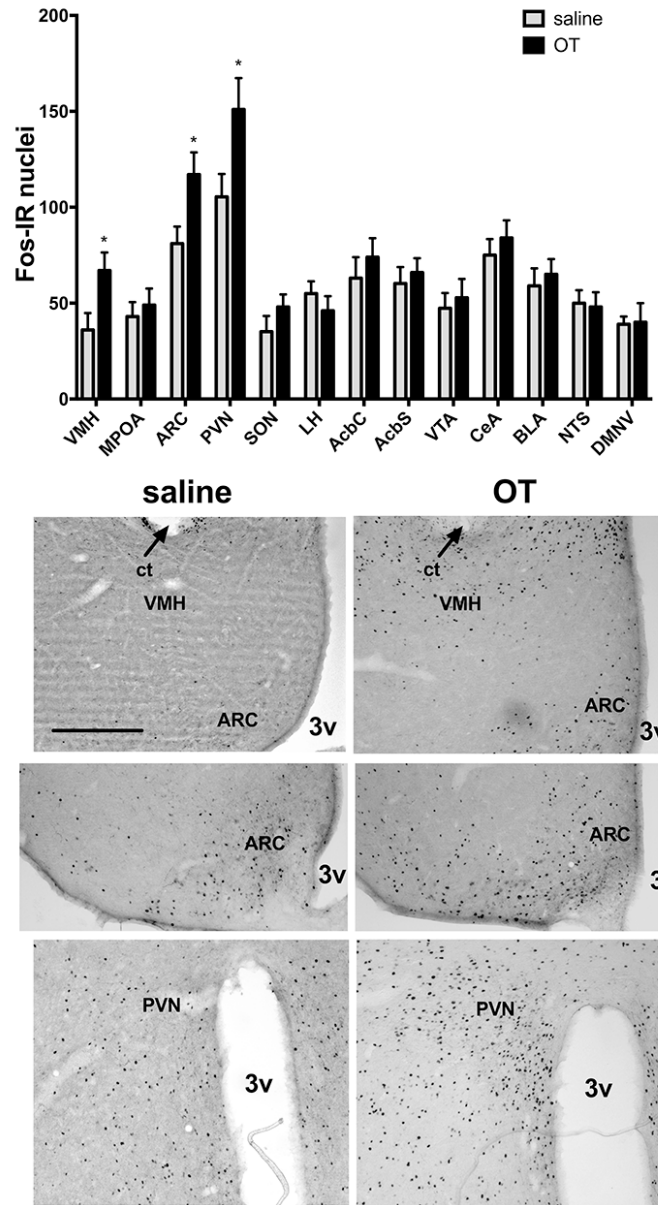 200
150
100
50
0
Fos-IR nuclei
saline
OT
*
*
*
VMH
MPOA
ARC
PVN
SON
LH
AcbC
AcbS
VTA
CeA
BLA
NTS
DMNV
saline
OT
ct
VMH
ARC
3v
ct
VMH
ARC
3v
ARC
3v
ARC
3
PVN
3v
PVN
3v